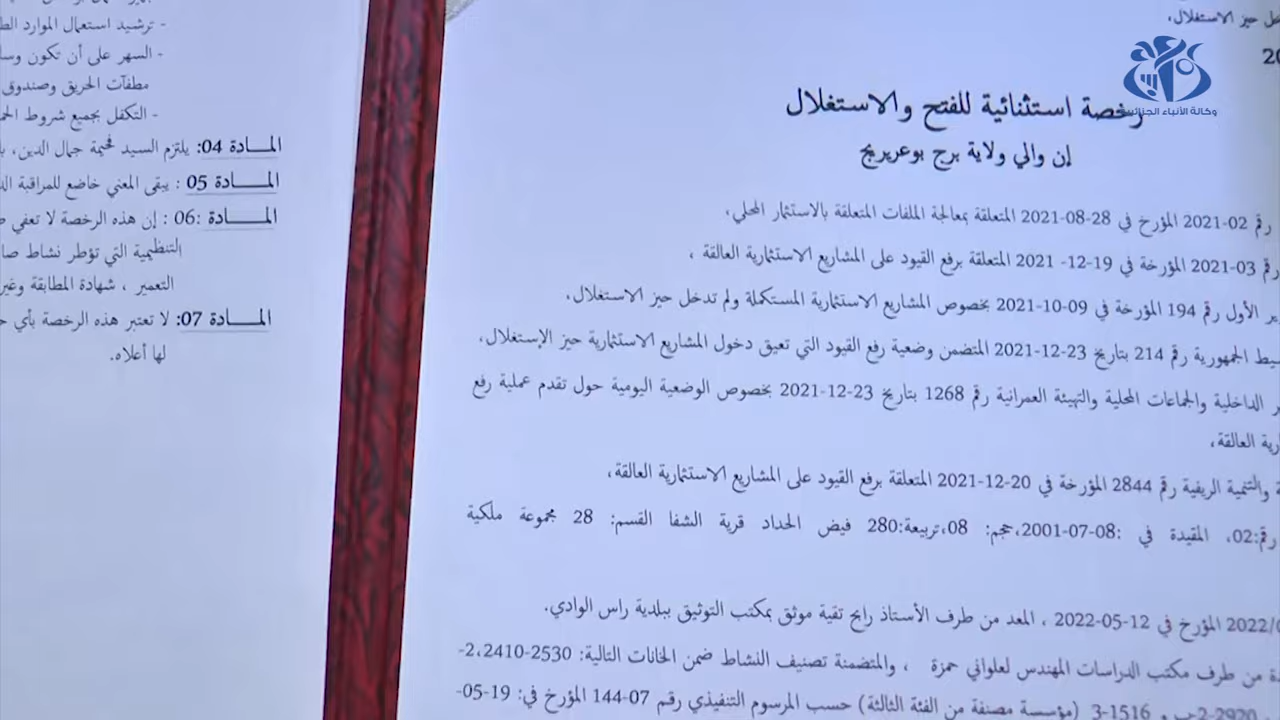 خل حيز الاستغلال،
رخصة استثنائية للفتح والاستغلال
إن والي ولاية برج بوعريريج
رقم 02-2021 المؤرخ في 28-08-2021 المتعلقة بمعالجة الملفات المتعلقة بالاستثمار المحلي،
رقم 03-2021 المؤرخة في 19-12- 2021 المتعلقة برفع القيود على المشاريع الاستثمارية العالقة ،
ير الأول رقم 194 المؤرخة في 09-10-2021 بخصوص المشاريع الاستثمارية المستكملة ولم تدخل حيز الاستغلال،
سيط الجمهورية رقم 214 بتاريخ 23-12-2021 المتضمن وضعية رفع القيود التي تعيق دخول المشاريع الاستثمارية حيز الإستغلال،
ر الداخلية والجماعات المحلية والتهيئة العمرانية رقم 1268 بتاريخ 23-12-2021 بخصوص الوضعية اليومية حول تقدم عملية رفع
رية العالقة،
ة والتنمية الريفية رقم 2844 المؤرخة في 20-12-2021 المتعلقة برفع القيود على المشاريع الاستثمارية العالقة،
رقم:02، المقيدة في :08-07-2001،حجم: 08،تربيعة:280 فيض الحداد قرية الشفا القسم: 28 مجموعة ملكية
2022/ المؤرخ في 12-05-2022 ، المعد من طرف الأستاذ رابح تقية موثق بمكتب التوثيق ببلدية راس الوادي.
ة من طرف مكتب الدراسات المهندس لعلواني حمزة ، والمتضمنة تصنيف النشاط ضمن الخانات التالية: 2530-2،2410-
2920-2ب و 1516-3 (مؤسسة مصنفة من الفئة الثالثة) حسب المرسوم التنفيذي رقم 07-144 المؤرخ في: 19-05-
- ترشيد استعمال الموارد
- السهر على أن تكون
مطفآت الحريق وصندوق
- التكفل بجميع شروط
المـــادة 04: يلتزم السيد فحيمة جمال الدين،
المـــادة 05 : يبقى المعني خاضع للمراقبة
المـــادة :06 : إن هذه الرخصة لا تعفي
التنظيمية التي تؤطر نشاط
التعمير ، شهادة المطابقة
المـــادة 07: لا تعتبر هذه الرخصة بأي
لها أعلاه.
وكالة الأنباء الجزائرية